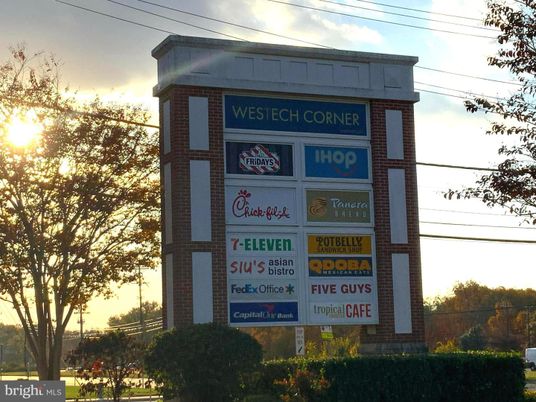 WESTECH CORNER
FRIDAYS
IHOP
Chick-fil-A
Panera
BREAD
7-ELEVEN
POTBELLY
SANDWICH SHOP
SIU'S asian
bistro
QDOBA
MEXICAN EATS
FedEx Office
FIVE GUYS
Capital One Bank
tropical CAFE
bright MLS